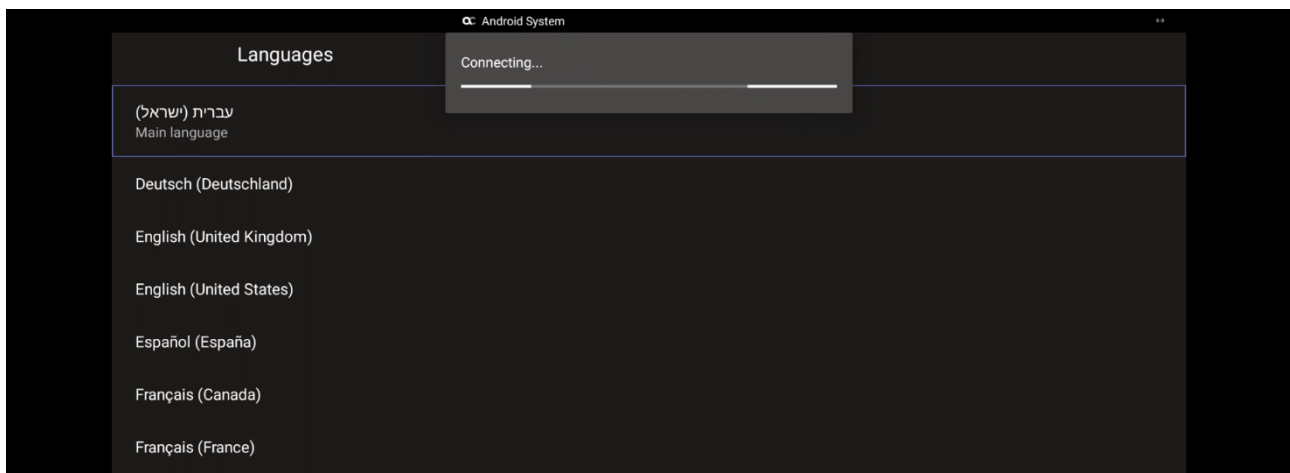 Android System
Languages
Connecting...
עברית (ישראל)
Main language
Deutsch (Deutschland)
English (United Kingdom)
English (United States)
Español (España)
Français (Canada)
Français (France)